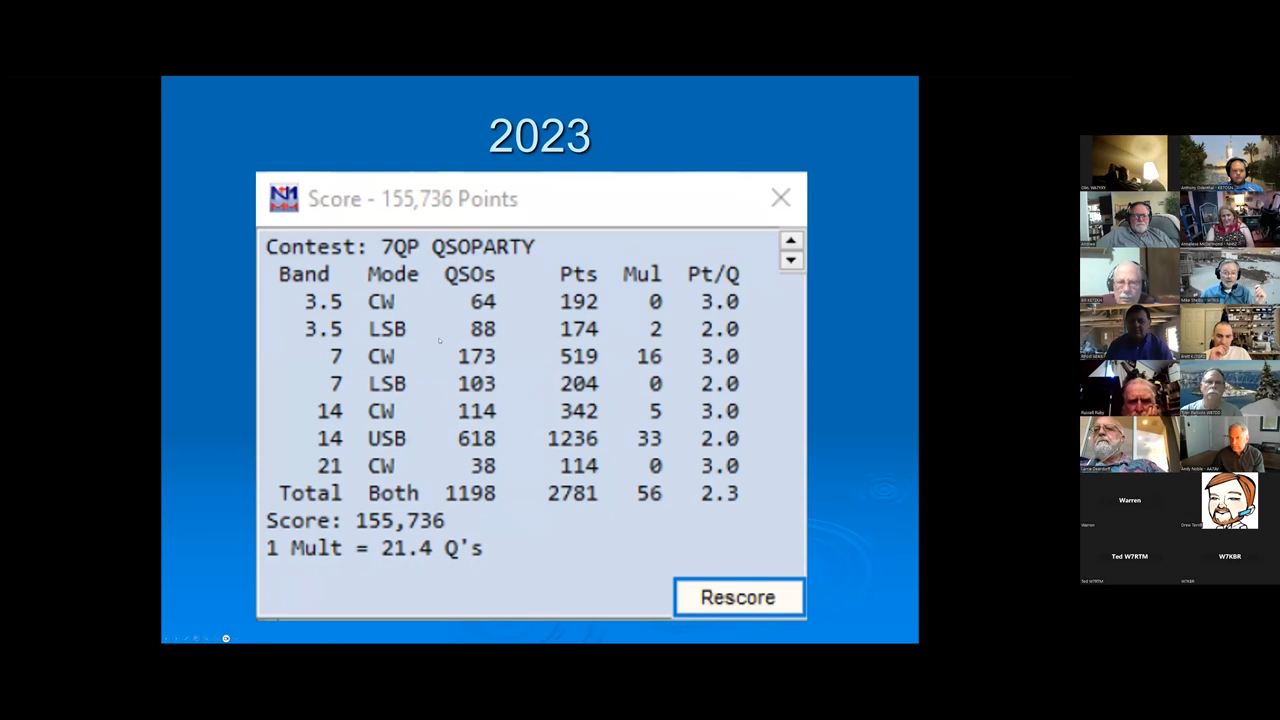 2023
Score - 155,736 Points
Contest: 7QP QSOPARTY
Band Mode QSOs Pts Mul Pt/Q
3.5 CW 64 192 0 3.0
3.5 LSB 88 174 2 2.0
7 CW 173 519 16 3.0
7 LSB 103 204 0 2.0
14 CW 114 342 5 3.0
14 USB 618 1236 33 2.0
21 CW 38 114 0 3.0
Total Both 1198 2781 56 2.3
Score: 155,736
1 Mult = 21.4 Q's
Rescore
Warren
Warren
Ted W7RTM
W7KBR
Ted W7RTM
W7KBR